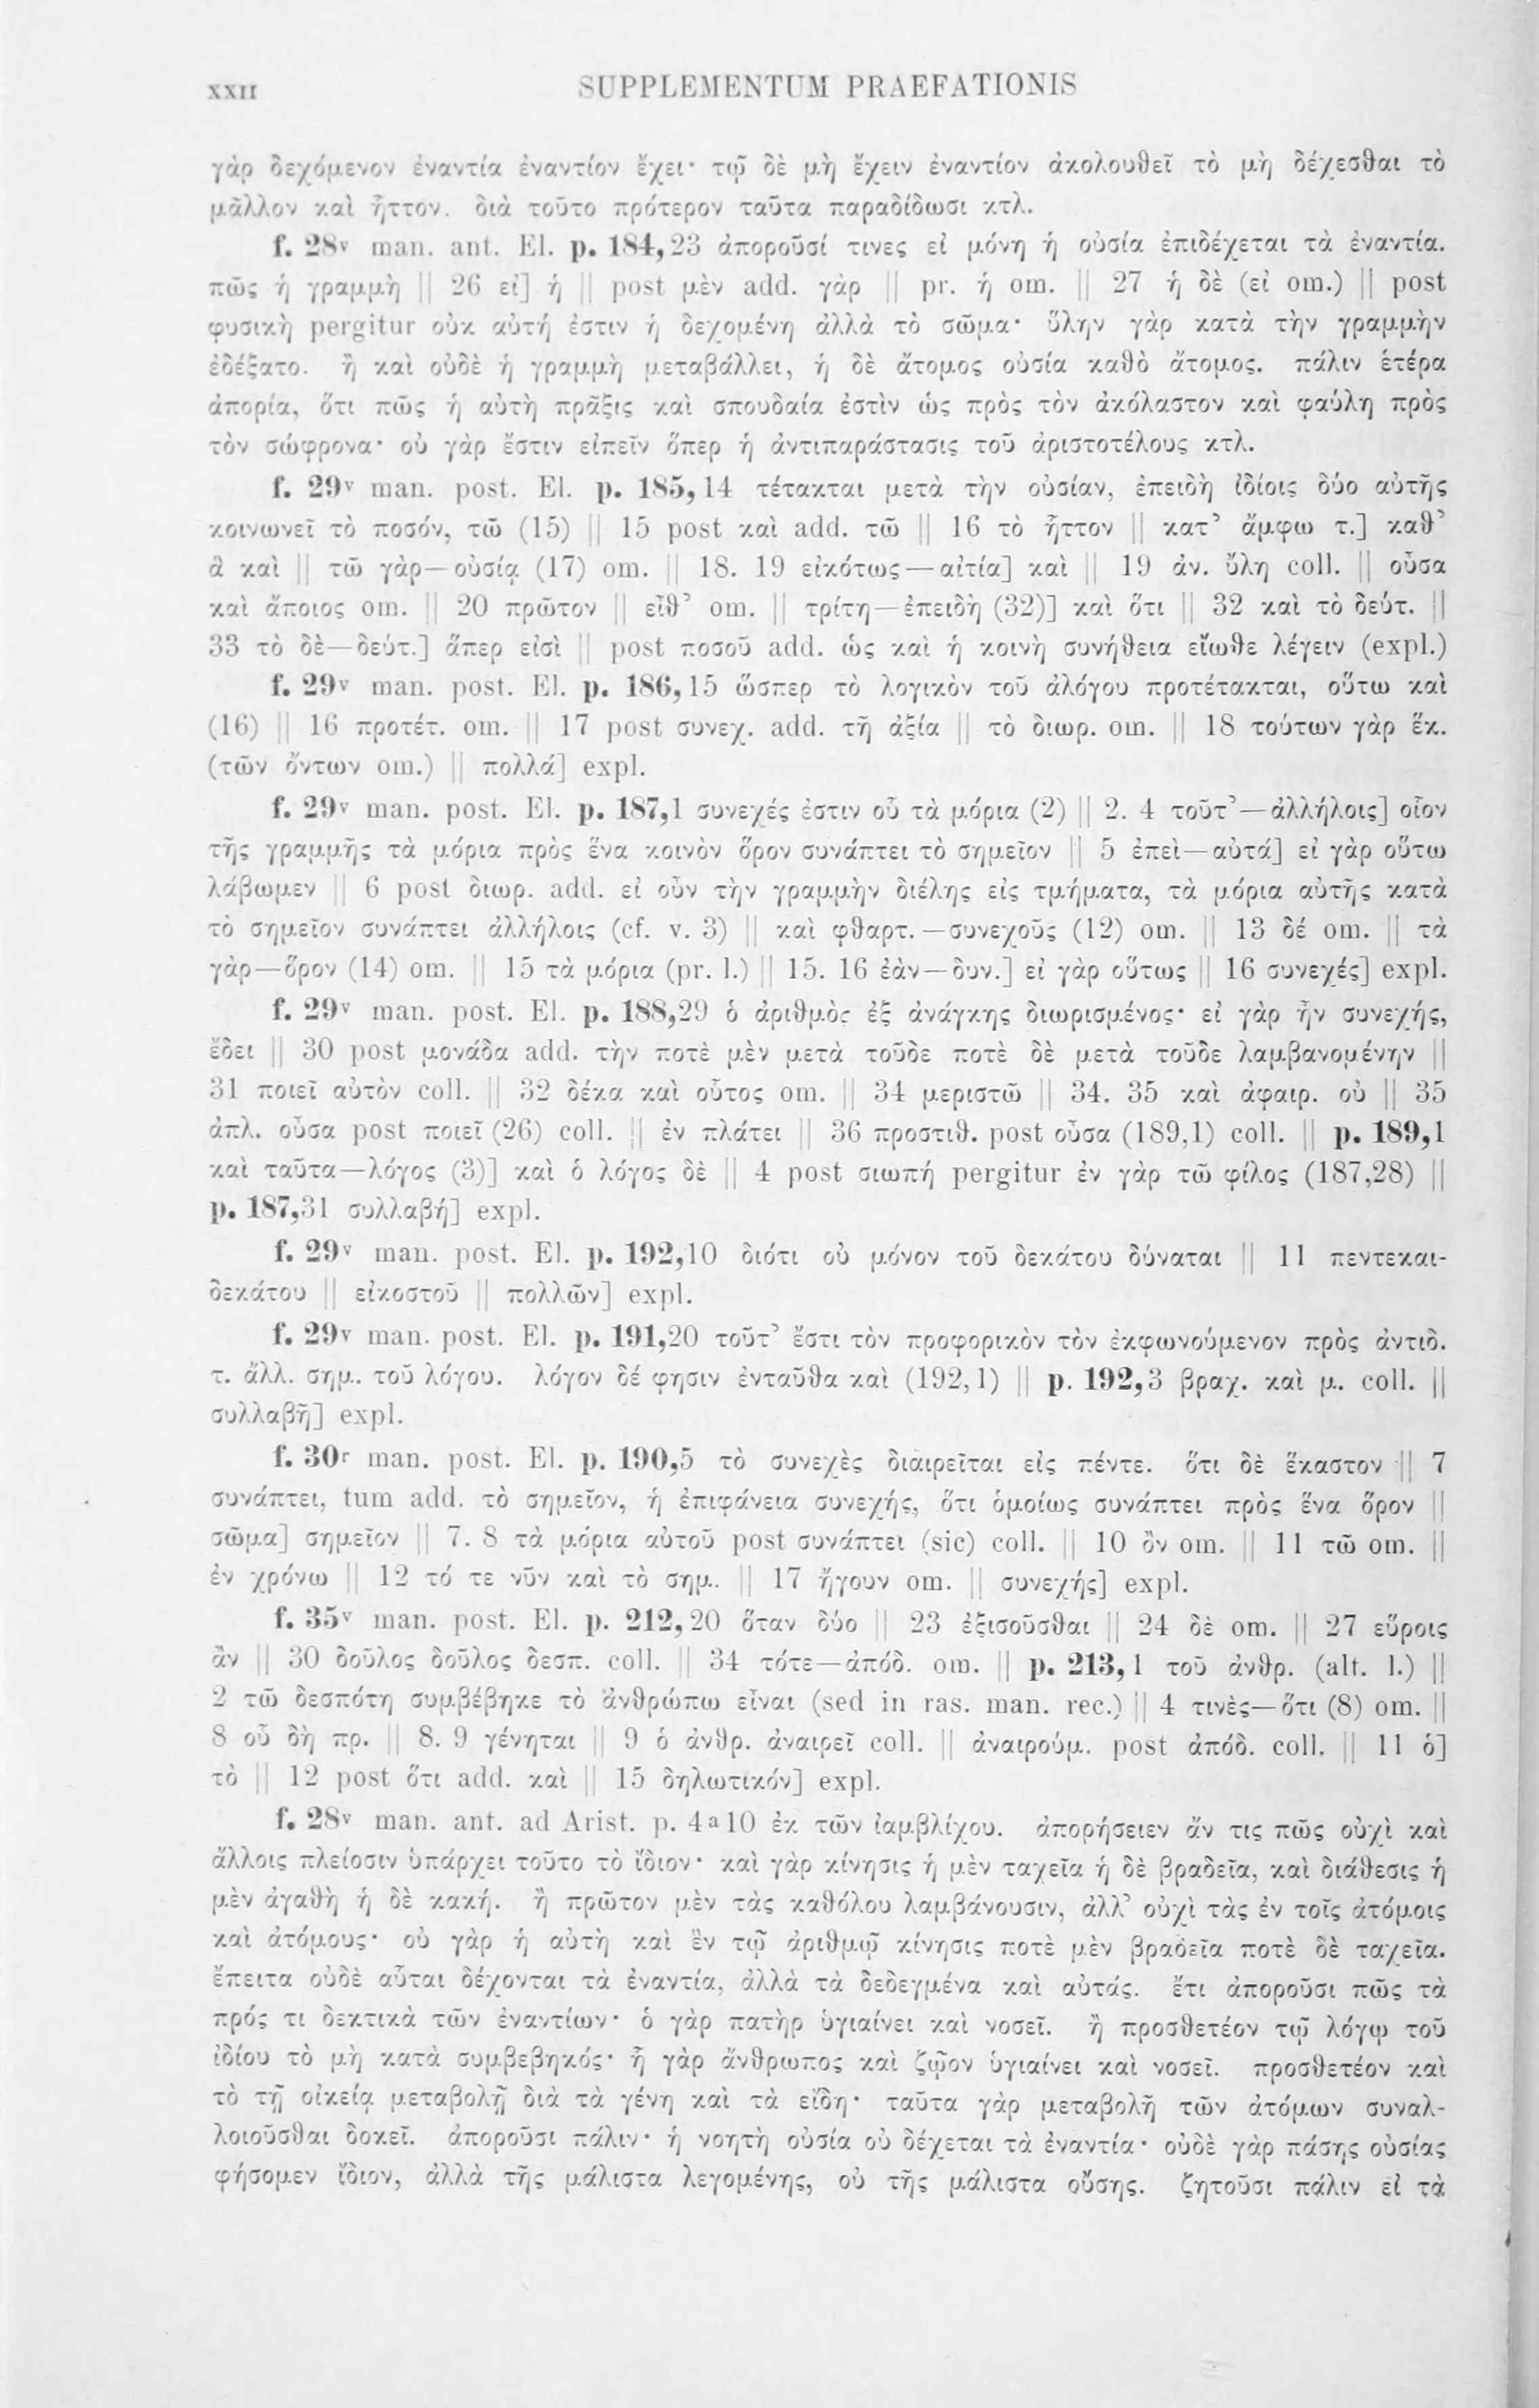 XXII SUPPLEMENTUM PRAEFATIONIS
γὰρ δεχόμενον ἐναντία ἐναντίον ἔχει· τῷ δὲ μὴ ἔχειν ἐναντίον ἀκολουθεῖ τὸ μὴ δέχεσθαι τὸ
μᾶλλον καὶ ἧττον. διὰ τοῦτο πρότερον ταῦτα παραδίδωσι κτλ.
f. 28v man. ant. El. p. 184,23 ἀποροῦσί τινες εἰ μόνη ἡ οὐσία ἐπιδέχεται τὰ ἐναντία.
πῶς ἡ γραμμὴ || 26 εἰ] ἡ || post μὲν add. γὰρ || pr. ἡ om. || 27 ἡ δὲ (εἰ om.) || post
φυσικὴ pergitur οὐκ αὐτή ἐστιν ἡ δεχομένη ἀλλὰ τὸ σῶμα· ὕλην γὰρ κατὰ τὴν γραμμὴν
ἐδέξατο. ἢ καὶ οὐδὲ ἡ γραμμὴ μεταβάλλει, ἡ δὲ ἄτομος οὐσία καθὸ ἄτομος. πάλιν ἑτέρα
ἀπορία, ὅτι πῶς ἡ αὐτὴ πρᾶξις καὶ σπουδαία ἐστὶν ὡς πρὸς τὸν ἀκόλαστον καὶ φαύλη πρὸς
τὸν σώφρονα· οὐ γὰρ ἔστιν εἰπεῖν ὅπερ ἡ ἀντιπαράστασις τοῦ ἀριστοτέλους κτλ.
f. 29v man. post. El. p. 185,14 τέτακται μετὰ τὴν οὐσίαν, ἐπειδὴ ἰδίοις δύο αὐτῆς
κοινωνεῖ τὸ ποσόν, τῶ (15) || 15 post καὶ add. τῶ || 16 τὸ ἧττον || κατ’ ἄμφω τ.] καθ’
ἃ καὶ || τῶ γὰρ—οὐσίᾳ (17) om. || 18. 19 εἰκότως—αἰτία] καὶ || 19 ἀν. ὕλη coll. || οὖσα
καὶ ἄποιος om. || 20 πρῶτον || εἶθ’ om. || τρίτη—ἐπειδὴ (32)] καὶ ὅτι || 32 καὶ τὸ δεύτ. ||
33 τὸ δὲ—δεύτ.] ἅπερ εἰσὶ || post ποσοῦ add. ὡς καὶ ἡ κοινὴ συνήθεια εἴωθε λέγειν (expl.)
f. 29v man. post. El. p. 186,15 ὥσπερ τὸ λογικὸν τοῦ ἀλόγου προτέτακται, οὕτω καὶ
(16) || 16 προτέτ. om. || 17 post συνεχ. add. τῆ ἀξία || τὸ διωρ. om. || 18 τούτων γὰρ ἕκ.
(τῶν ὄντων om.) || πολλά] expl.
f. 29v man. post. El. p. 187,1 συνεχές ἐστιν οὗ τὰ μόρια (2) || 2. 4 τοῦτ’—ἀλλήλοις] οἷον
τῆς γραμμῆς τὰ μόρια πρὸς ἕνα κοινὸν ὅρον συνάπτει τὸ σημεῖον || 5 ἐπεὶ—αὐτά] εἰ γὰρ οὕτω
λάβωμεν || 6 post διωρ. add. εἰ οὖν τὴν γραμμὴν διέλης εἰς τμήματα, τὰ μόρια αὐτῆς κατὰ
τὸ σημεῖον συνάπτει ἀλλήλοις (cf. v. 3) || καὶ φθαρτ.—συνεχοῦς (12) om. || 13 δέ om. || τὰ
γὰρ—ὅρον (14) om. || 15 τὰ μόρια (pr. l.) || 15. 16 ἐὰν—δυν.] εἰ γὰρ οὕτως || 16 συνεχές] expl.
f. 29v man. post. El. p. 188,29 ὁ ἀριθμὸς ἐξ ἀνάγκης διωρισμένος· εἰ γὰρ ἦν συνεχής,
ἔδει || 30 post μονάδα add. τὴν ποτὲ μὲν μετὰ τοῦδε ποτὲ δὲ μετὰ τοῦδε λαμβανομένην ||
31 ποιεῖ αὐτὸν coll. || 32 δέκα καὶ οὗτος om. || 34 μεριστῶ || 34. 35 καὶ ἀφαιρ. οὐ || 35
ἁπλ. οὖσα post ποιεῖ (26) coll. || ἐν πλάτει || 36 προστιθ. post οὖσα (189,1) coll. || p. 189,1
καὶ ταῦτα—λόγος (3)] καὶ ὁ λόγος δὲ || 4 post σιωπή pergitur ἐν γὰρ τῶ φίλος (187,28) ||
p. 187,31 συλλαβή] expl.
f. 29v man. post. El. p. 192,10 διότι οὐ μόνον τοῦ δεκάτου δύναται || 11 πεντεκαι-
δεκάτου || εἰκοστοῦ || πολλῶν] expl.
f. 29v man. post. El. p. 191,20 τοῦτ’ ἔστι τὸν προφορικὸν τὸν ἐκφωνούμενον πρὸς ἀντιδ.
τ. ἄλλ. σημ. τοῦ λόγου. λόγον δέ φησιν ἐνταῦθα καὶ (192,1) || p. 192,3 βραχ. καὶ μ. coll. ||
συλλαβῆ] expl.
f. 30r man. post. El. p. 190,5 τὸ συνεχὲς διαιρεῖται εἰς πέντε. ὅτι δὲ ἕκαστον || 7
συνάπτει, tum add. τὸ σημεῖον, ἡ ἐπιφάνεια συνεχής, ὅτι ὁμοίως συνάπτει πρὸς ἕνα ὅρον ||
σῶμα] σημεῖον || 7. 8 τὰ μόρια αὐτοῦ post συνάπτει (sic) coll. || 10 ὂν om. || 11 τῶ om. ||
ἐν χρόνω || 12 τό τε νῦν καὶ τὸ σημ. || 17 ἤγουν om. || συνεχής] expl.
f. 35v man. post. El. p. 212,20 ὅταν δύο || 23 ἐξισοῦσθαι || 24 δὲ om. || 27 εὕροις
ἂν || 30 δοῦλος δοῦλος δεσπ. coll. || 34 τότε—ἀπόδ. om. || p. 213,1 τοῦ ἀνθρ. (alt. l.) ||
2 τῶ δεσπότη συμβέβηκε τὸ ἀνθρώπω εἶναι (sed in ras. man. rec.) || 4 τινὲς—ὅτι (8) om. ||
8 οὗ δὴ πρ. || 8. 9 γένηται || 9 ὁ ἀνθρ. ἀναιρεῖ coll. || ἀναιρούμ. post ἀπόδ. coll. || 11 ὁ]
τὸ || 12 post ὅτι add. καὶ || 15 δηλωτικόν] expl.
f. 28v man. ant. ad Arist. p. 4a10 ἐκ τῶν ἰαμβλίχου. ἀπορήσειεν ἄν τις πῶς οὐχὶ καὶ
ἄλλοις πλείοσιν ὑπάρχει τοῦτο τὸ ἴδιον· καὶ γὰρ κίνησις ἡ μὲν ταχεῖα ἡ δὲ βραδεῖα, καὶ διάθεσις ἡ
μὲν ἀγαθὴ ἡ δὲ κακή. ἢ πρῶτον μὲν τὰς καθόλου λαμβάνουσιν, ἀλλ’ οὐχὶ τὰς ἐν τοῖς ἀτόμοις
καὶ ἀτόμους· οὐ γὰρ ἡ αὐτὴ καὶ ἓν τῷ ἀριθμῷ κίνησις ποτὲ μὲν βραδεῖα ποτὲ δὲ ταχεῖα.
ἔπειτα οὐδὲ αὗται δέχονται τὰ ἐναντία, ἀλλὰ τὰ δεδεγμένα καὶ αὐτάς. ἔτι ἀποροῦσι πῶς τὰ
πρός τι δεκτικὰ τῶν ἐναντίων· ὁ γὰρ πατὴρ ὑγιαίνει καὶ νοσεῖ. ἢ προσθετέον τῷ λόγῳ τοῦ
ἰδίου τὸ μὴ κατὰ συμβεβηκός· ᾗ γὰρ ἄνθρωπος καὶ ζῷον ὑγιαίνει καὶ νοσεῖ. προσθετέον καὶ
τὸ τῇ οἰκείᾳ μεταβολῇ διὰ τὰ γένη καὶ τὰ εἴδη· ταῦτα γὰρ μεταβολῆ τῶν ἀτόμων συναλ-
λοιοῦσθαι δοκεῖ. ἀποροῦσι πάλιν· ἡ νοητὴ οὐσία οὐ δέχεται τὰ ἐναντία· οὐδὲ γὰρ πάσης οὐσίας
φήσομεν ἴδιον, ἀλλὰ τῆς μάλιστα λεγομένης, οὐ τῆς μάλιστα οὔσης. ζητοῦσι πάλιν εἰ τὰ